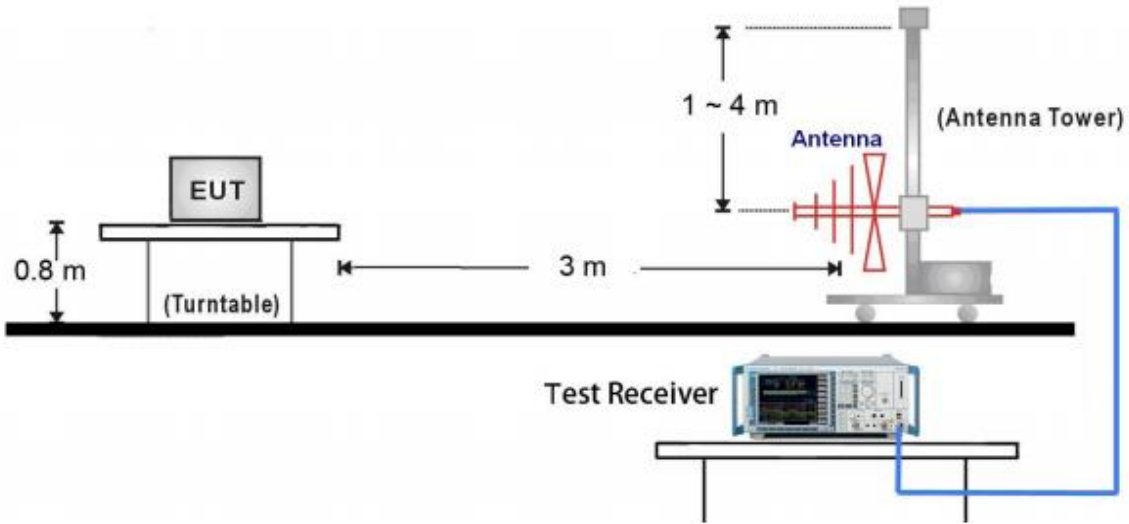 1 ~ 4 m
(Antenna Tower)
Antenna
EUT
0.8 m
3 m
(Turntable)
Test Receiver